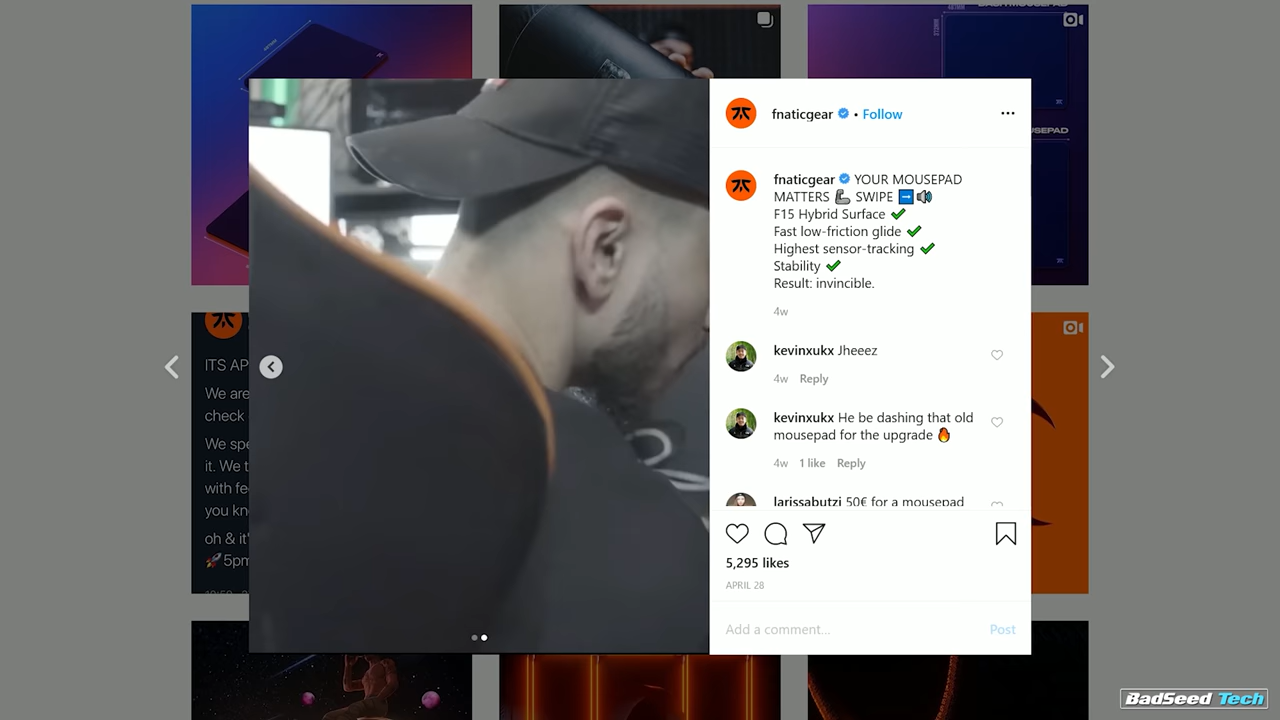 DASH MOUSEPAD
MOUSEPAD
fnaticgear • Follow
fnaticgear YOUR MOUSEPAD
MATTERS 🦾 SWIPE ➡️🔊
F15 Hybrid Surface ✔
Fast low-friction glide ✔
Highest sensor-tracking ✔
Stability ✔
Result: invincible.
4w
kevinxukx Jheeez
4w Reply
kevinxukx He be dashing that old
mousepad for the upgrade 🔥
4w 1 like Reply
larissabutzi 50€ for a mousepad
5,295 likes
APRIL 28
Add a comment... Post
ITS AP
We are
check
We spe
it. We t
with fe
you kn
oh & it'
🚀5pm
BadSeed Tech